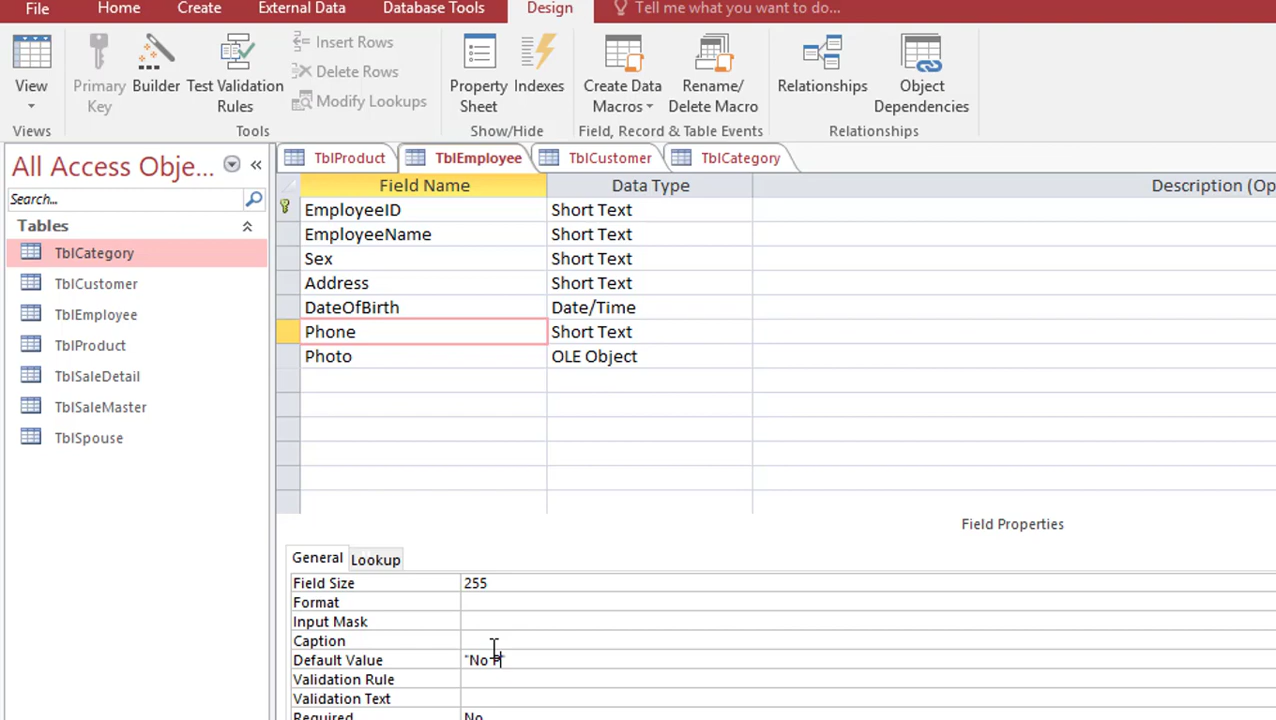 File Home Create External Data Database Tools Design Tell me what you want to do...
View
Primary Key
Builder
Test Validation Rules
Insert Rows
Delete Rows
Modify Lookups
Property Sheet
Indexes
Create Data Macros
Rename/ Delete Macro
Relationships
Object Dependencies
Views Tools Show/Hide Field, Record & Table Events Relationships
All Access Obje...
Search...
Tables
TblCategory
TblCustomer
TblEmployee
TblProduct
TblSaleDetail
TblSaleMaster
TblSpouse
TblProduct TblEmployee TblCustomer TblCategory
Field Name Data Type Description (Op
EmployeeID Short Text
EmployeeName Short Text
Sex Short Text
Address Short Text
DateOfBirth Date/Time
Phone Short Text
Photo OLE Object
Field Properties
General Lookup
Field Size 255
Format
Input Mask
Caption
Default Value "No P
Validation Rule
Validation Text
Required No